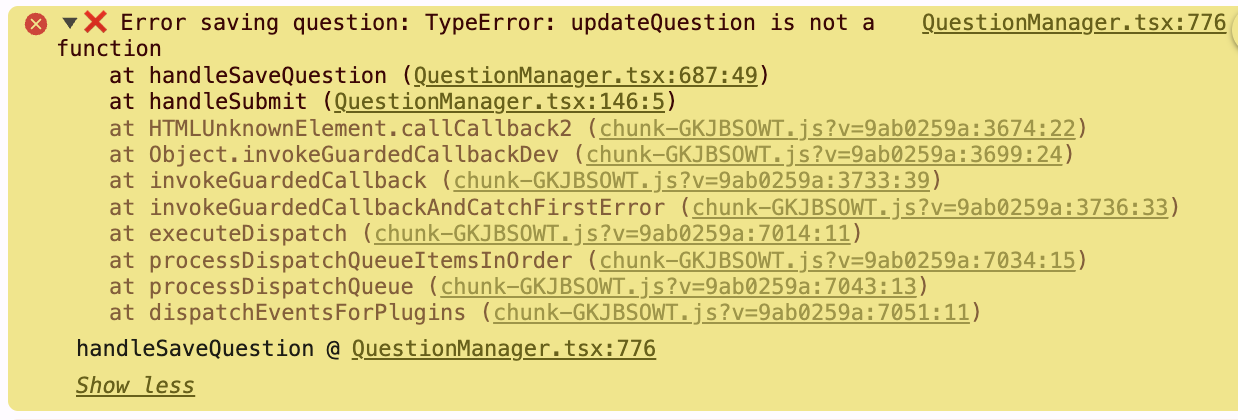 ▼❌ Error saving question: TypeError: updateQuestion is not a QuestionManager.tsx:776
function
at handleSaveQuestion (QuestionManager.tsx:687:49)
at handleSubmit (QuestionManager.tsx:146:5)
at HTMLUnknownElement.callCallback2 (chunk-GKJBSOWT.js?v=9ab0259a:3674:22)
at Object.invokeGuardedCallbackDev (chunk-GKJBSOWT.js?v=9ab0259a:3699:24)
at invokeGuardedCallback (chunk-GKJBSOWT.js?v=9ab0259a:3733:39)
at invokeGuardedCallbackAndCatchFirstError (chunk-GKJBSOWT.js?v=9ab0259a:3736:33)
at executeDispatch (chunk-GKJBSOWT.js?v=9ab0259a:7014:11)
at processDispatchQueueItemsInOrder (chunk-GKJBSOWT.js?v=9ab0259a:7034:15)
at processDispatchQueue (chunk-GKJBSOWT.js?v=9ab0259a:7043:13)
at dispatchEventsForPlugins (chunk-GKJBSOWT.js?v=9ab0259a:7051:11)
handleSaveQuestion @ QuestionManager.tsx:776
Show less